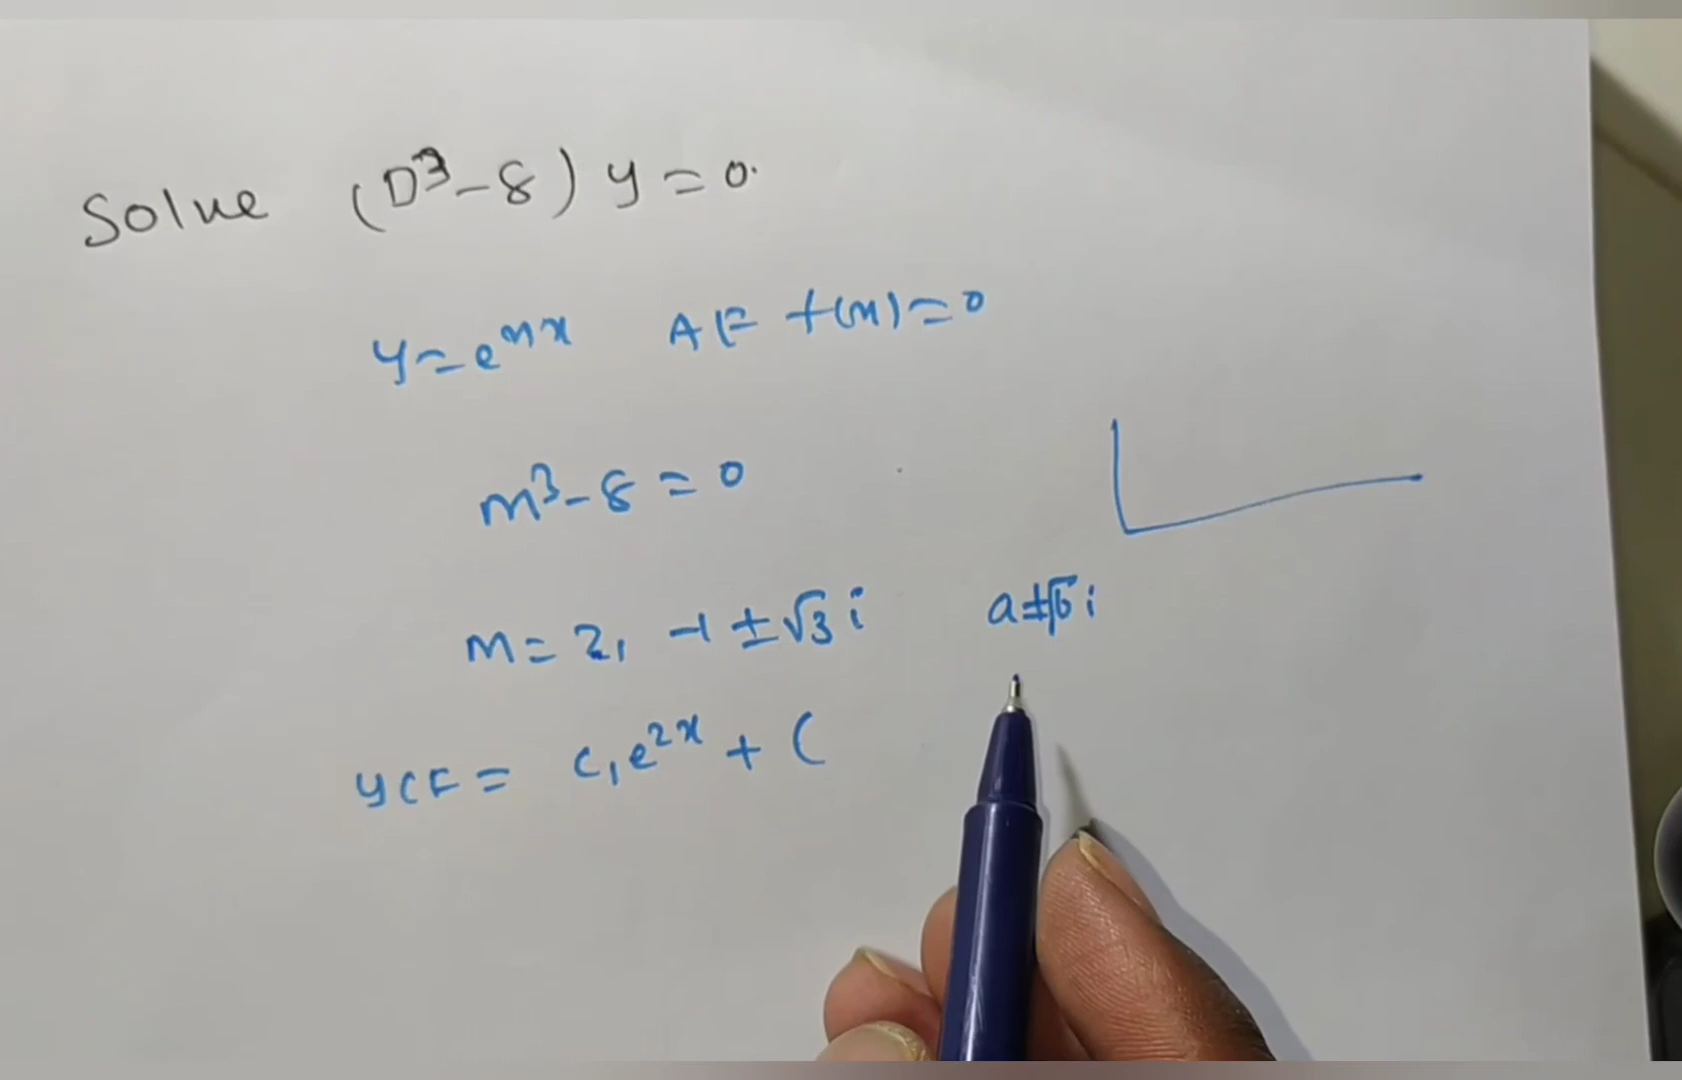 Solve (D³-8) y = 0.
y = e^mx AE f(m) = 0
m³-8 = 0
m = 2, -1 ± √3 i a±√b i
yCF = c₁e^2x + (